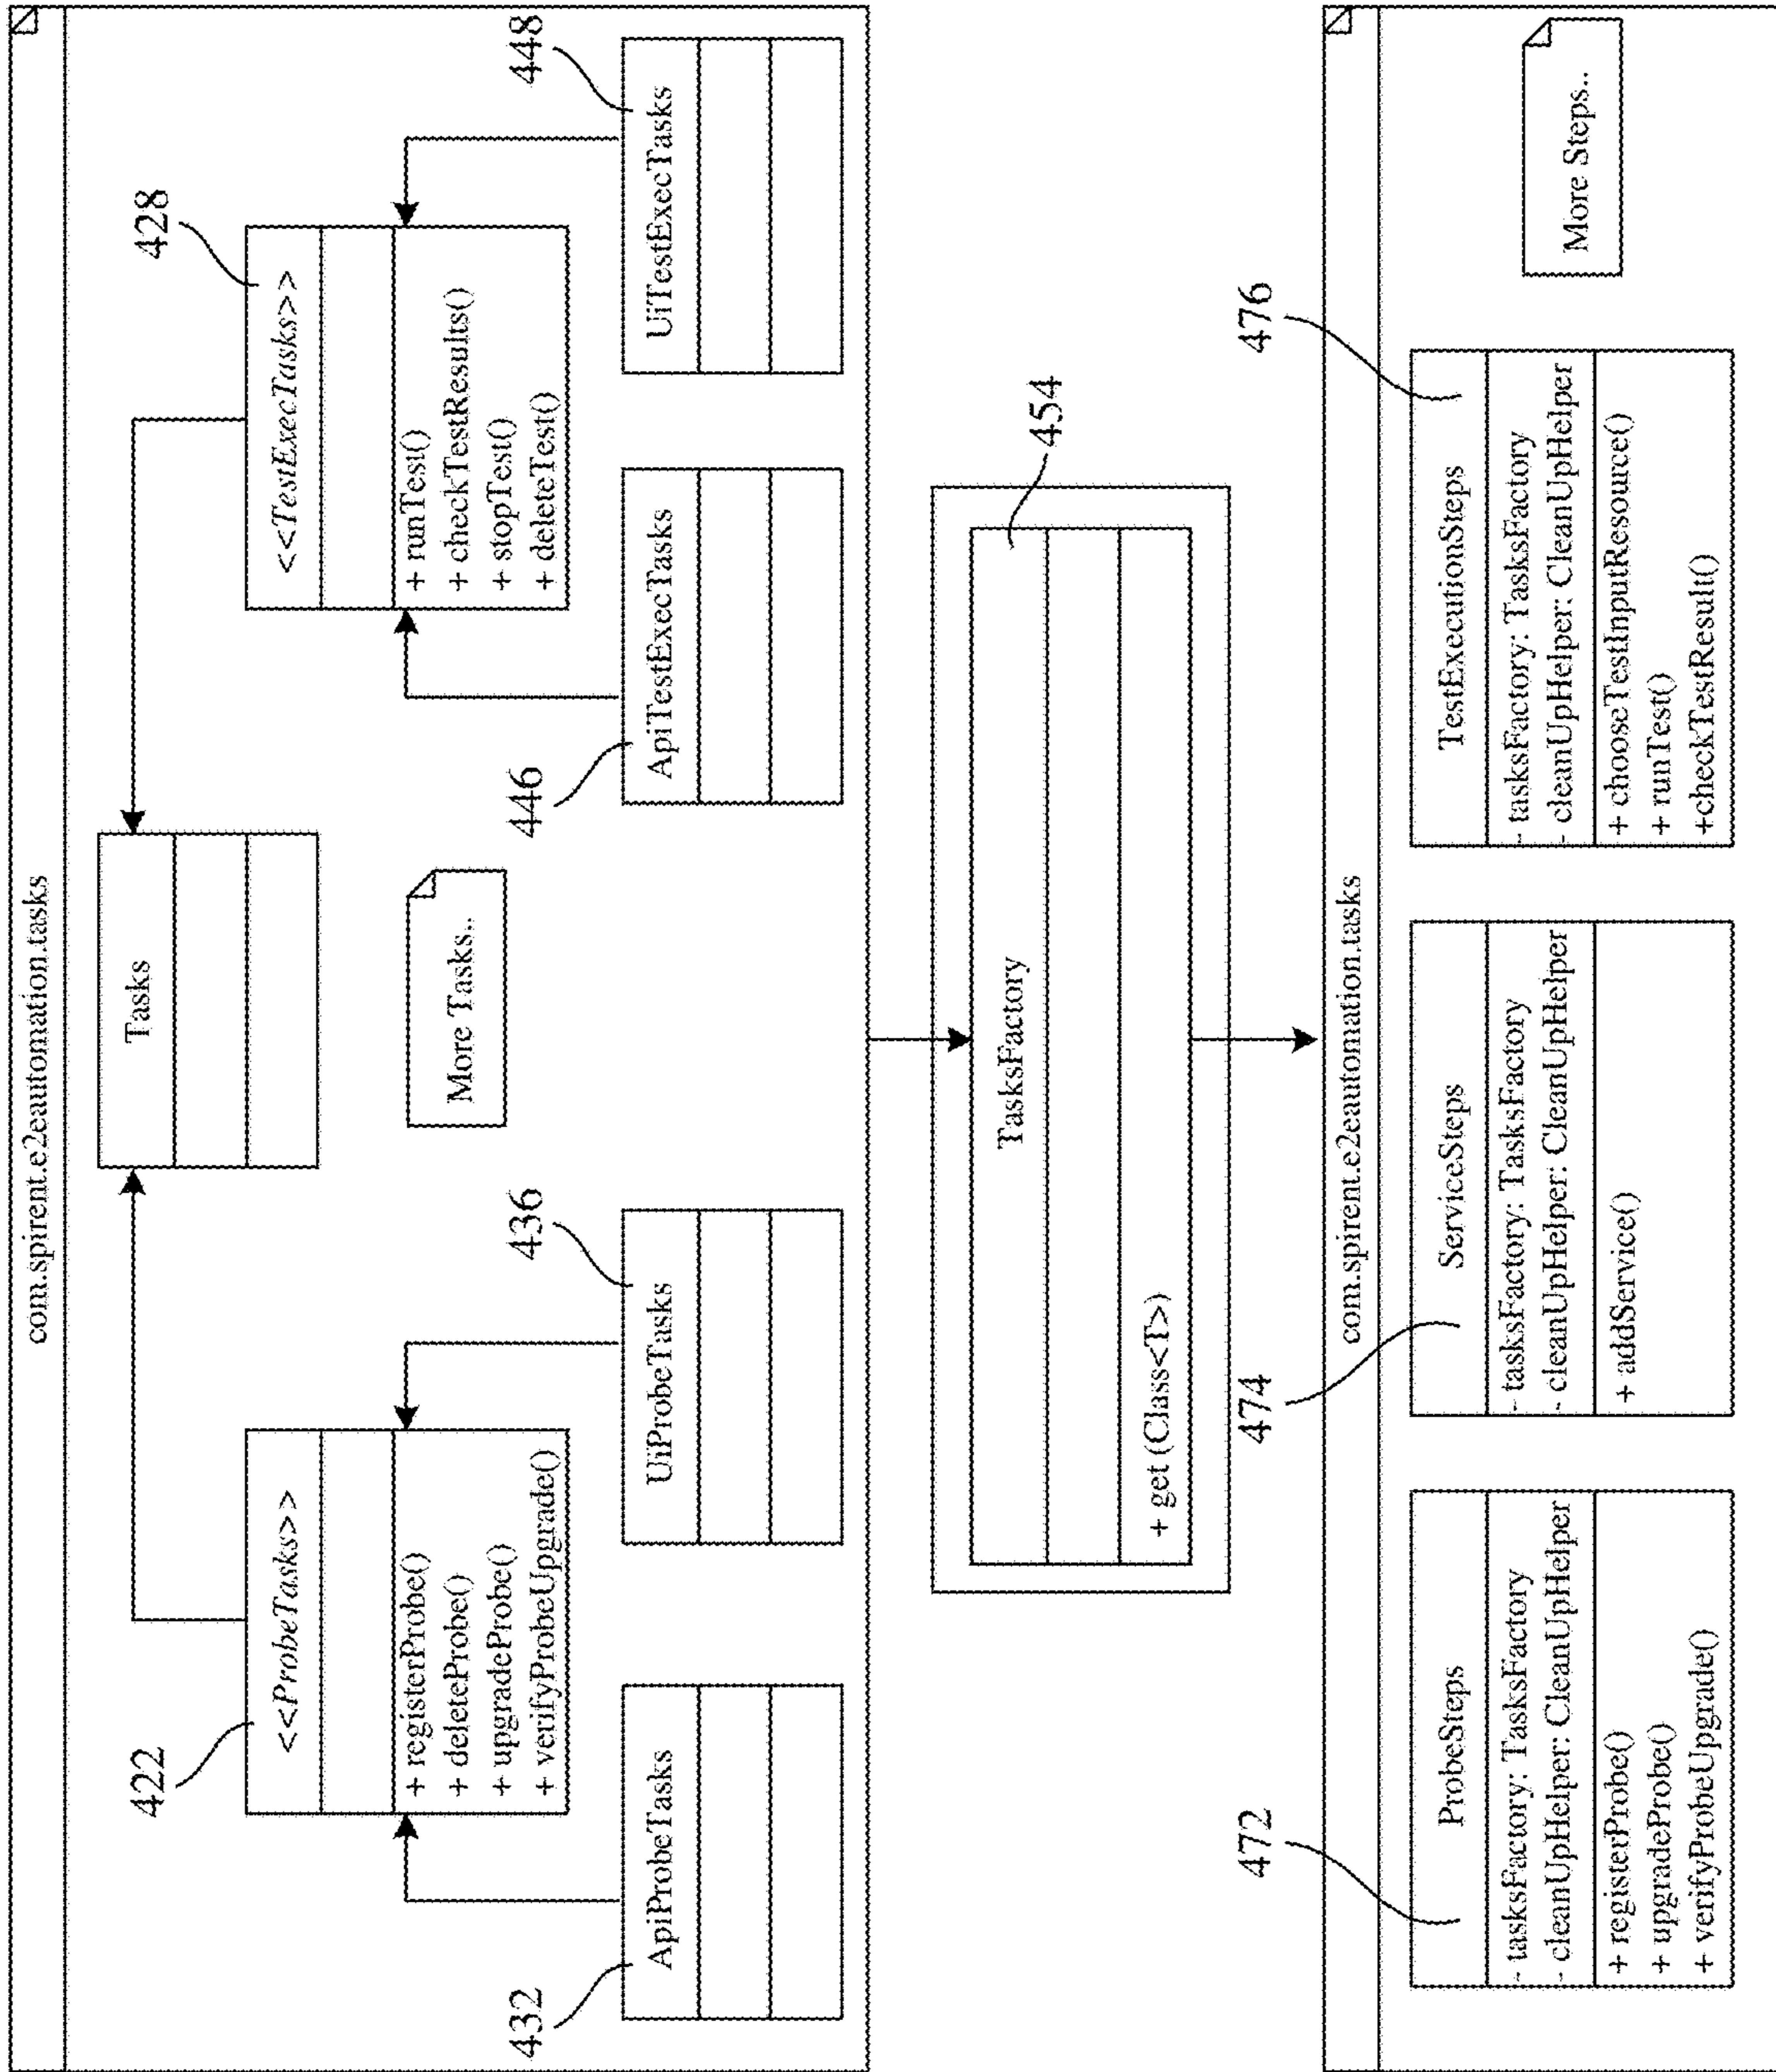 com.spirent.e2eautomation.tasks
Tasks
422
<<ProbeTasks>>
+ registerProbe()
+ deleteProbe()
+ upgradeProbe()
+ verifyProbeUpgrade()
More Tasks..
428
<<TestExecTasks>>
+ runTest()
+ checkTestResults()
+ stopTest()
+ deleteTest()
432
ApiProbeTasks
436
UiProbeTasks
446
ApiTestExecTasks
448
UiTestExecTasks
454
TasksFactory
+ get (Class<T>)
com.spirent.e2eautomation.tasks
472
ProbeSteps
- tasksFactory: TasksFactory
- cleanUpHelper: CleanUpHelper
+ registerProbe()
+ upgradeProbe()
+ verifyProbeUpgrade()
474
ServiceSteps
- tasksFactory: TasksFactory
- cleanUpHelper: CleanUpHelper
+ addService()
476
TestExecutionSteps
- tasksFactory: TasksFactory
- cleanUpHelper: CleanUpHelper
+ chooseTestInputResource()
+ runTest()
+checkTestResult()
More Steps..